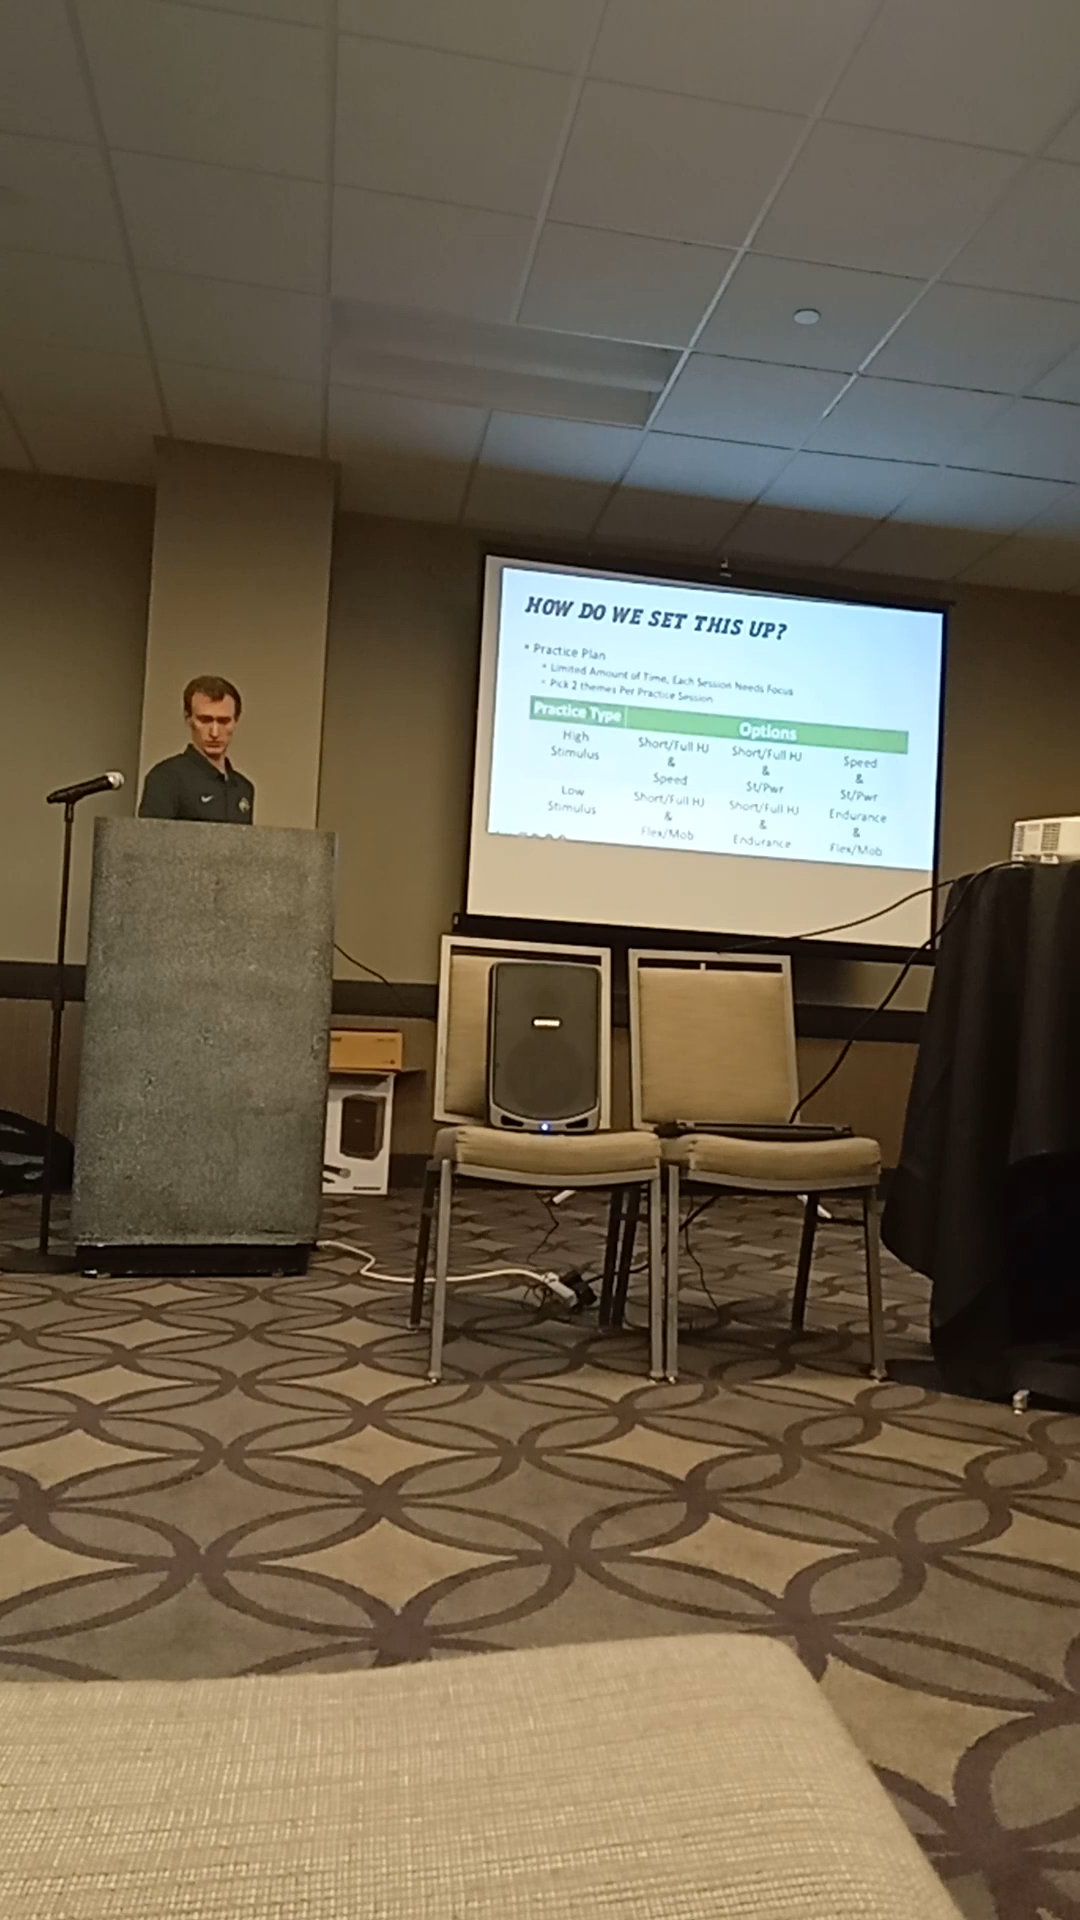 HOW DO WE SET THIS UP?
• Practice Plan
• Limited Amount of Time, Each Session Needs Focus
• Pick 2 themes Per Practice Session
Practice Type
Options
High
Stimulus
Short/Full HJ
&
Speed
Short/Full HJ
&
St/Pwr
Speed
&
St/Pwr
Low
Stimulus
Short/Full HJ
&
Flex/Mob
Short/Full HJ
&
Endurance
Endurance
&
Flex/Mob